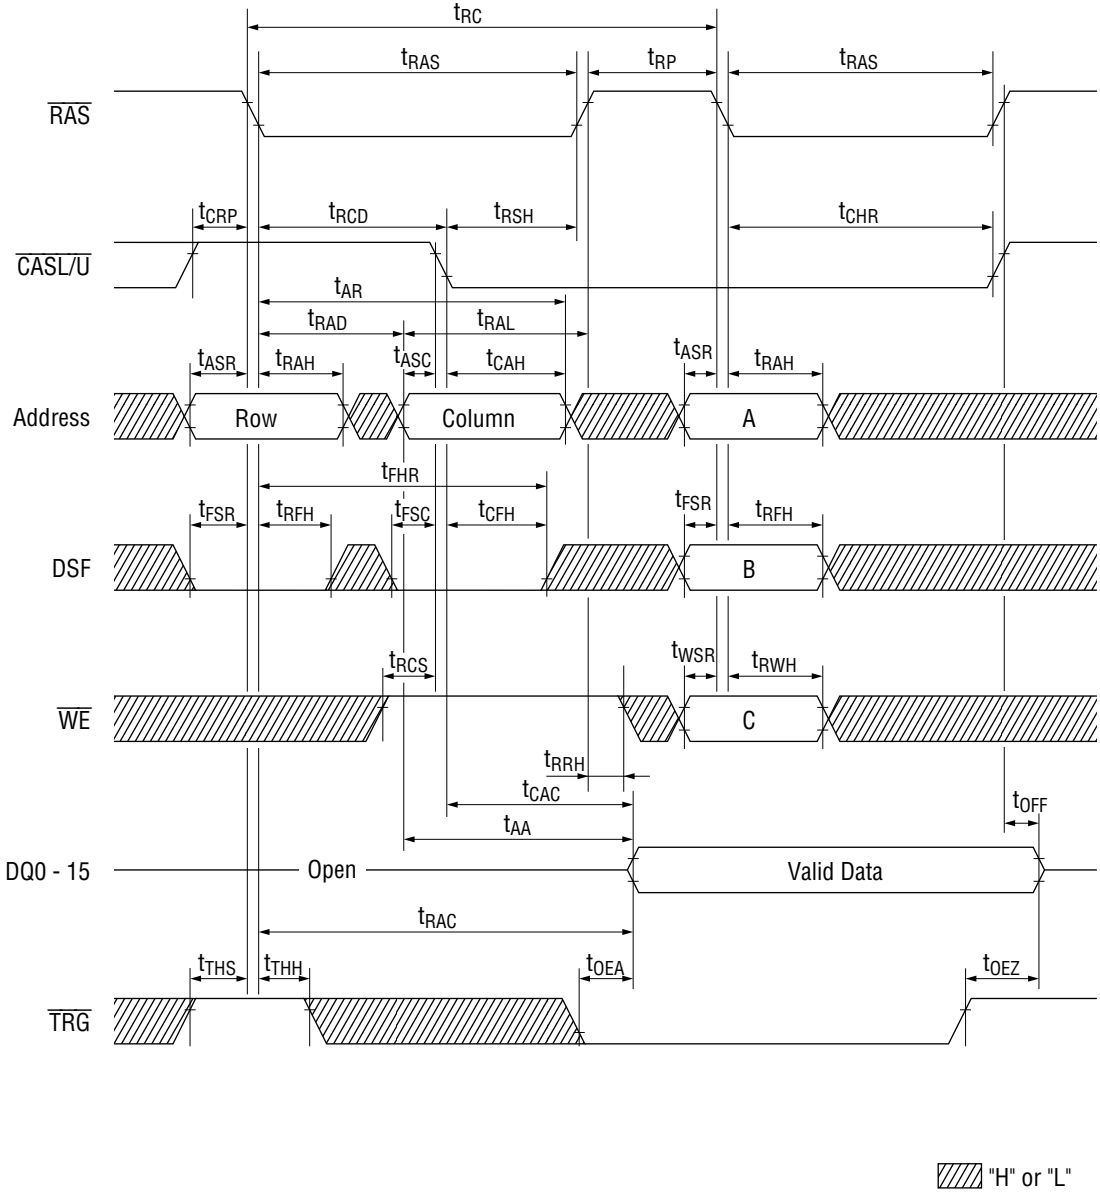 tRC
tRAS tRP tRAS
RAS
tCRP tRCD tRSH tCHR
CASL/U
tAR
tRAD tRAL
tASR tRAH tASC tCAH tASR tRAH
Address Row Column A
tFHR
tFSR tRFH tFSC tCFH tFSR tRFH
DSF B
tRCS tWSR tRWH
WE C
tRRH
tCAC
tOFF
tAA
DQ0 - 15 Open Valid Data
tRAC
tTHS tTHH tOEA tOEZ
TRG
"H" or "L"